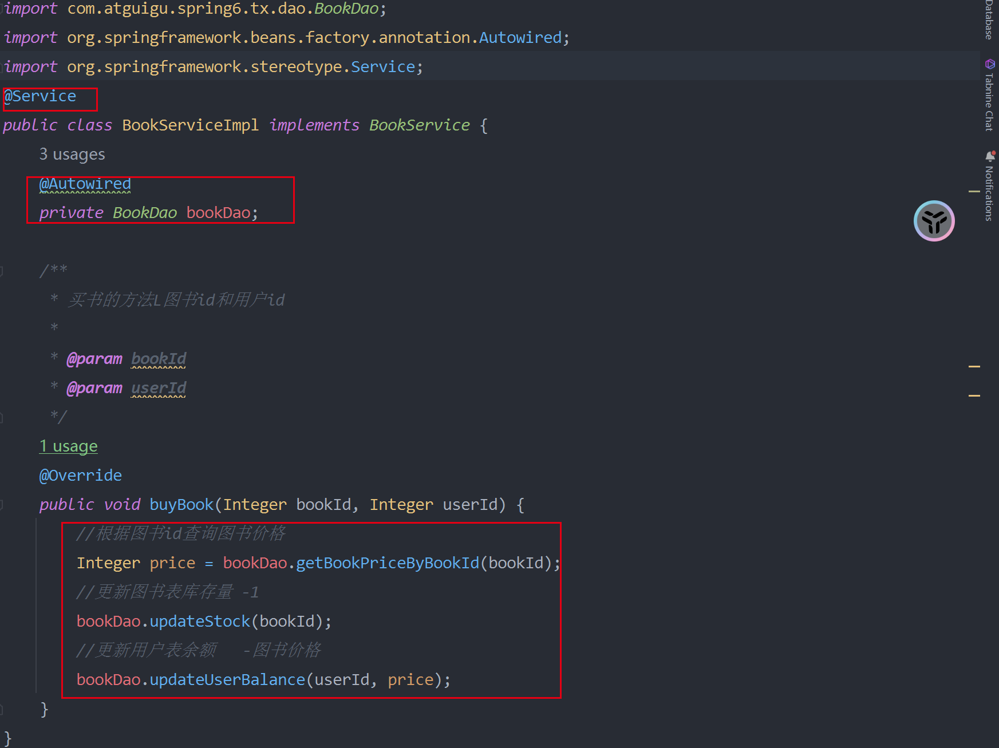 import com.atguigu.spring6.tx.dao.BookDao;
import org.springframework.beans.factory.annotation.Autowired;
import org.springframework.stereotype.Service;
@Service
public class BookServiceImpl implements BookService {
3 usages
@Autowired
private BookDao bookDao;
/**
* 买书的方法L图书id和用户id
*
* @param bookId
* @param userId
*/
1 usage
@Override
public void buyBook(Integer bookId, Integer userId) {
//根据图书id查询图书价格
Integer price = bookDao.getBookPriceByBookId(bookId);
//更新图书表库存量 -1
bookDao.updateStock(bookId);
//更新用户表余额   -图书价格
bookDao.updateUserBalance(userId, price);
}
}
Database
Tabnine Chat
Notifications